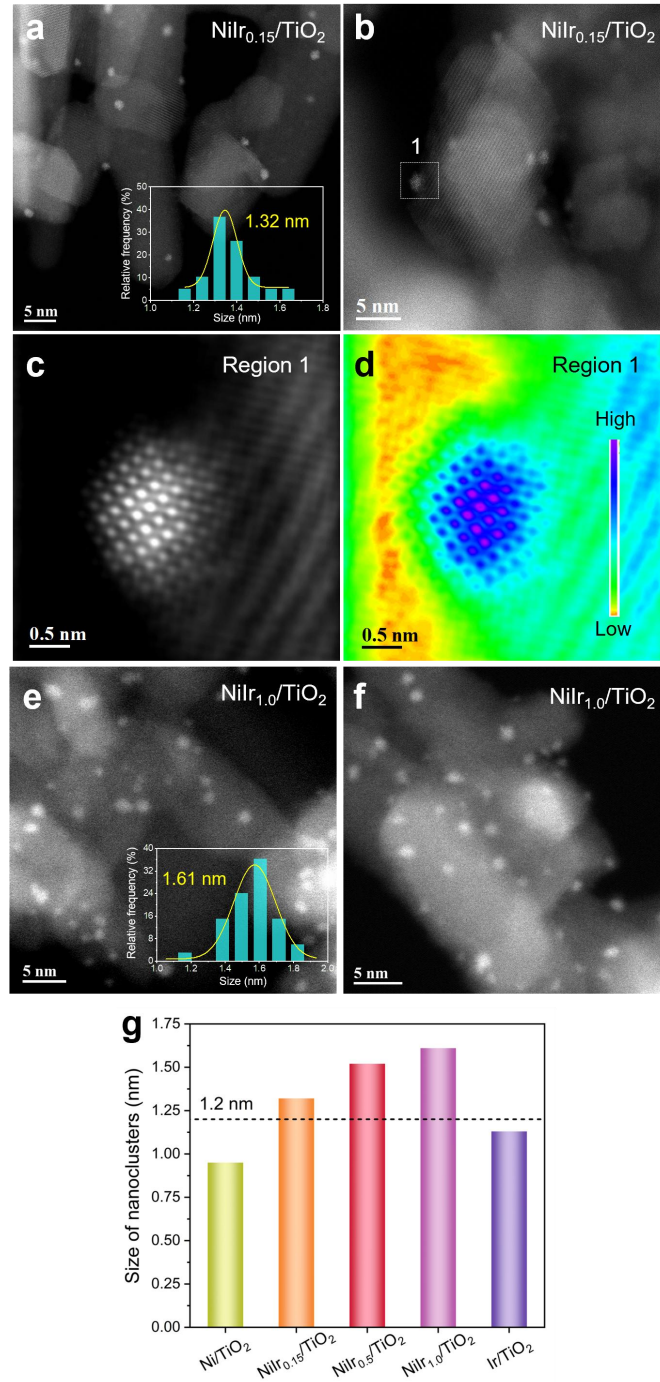 a
NiIr0.15/TiO2
50
40
30
20
10
0
Relative frequency (%)
1.32 nm
1.0
1.2
1.4
1.6
1.8
Size (nm)
5 nm
b
NiIr0.15/TiO2
1
5 nm
c
Region 1
0.5 nm
d
Region 1
High
Low
0.5 nm
e
NiIr1.0/TiO2
40
32
24
16
8
0
Relative frequency (%)
1.61 nm
1.0
1.2
1.4
1.6
1.8
2.0
Size (nm)
5 nm
f
NiIr1.0/TiO2
5 nm
g
1.75
1.50
1.25
1.00
0.75
0.50
0.25
0.00
Size of nanoclusters (nm)
1.2 nm
Ni/TiO2
NiIr0.15/TiO2
NiIr0.5/TiO2
NiIr1.0/TiO2
Ir/TiO2